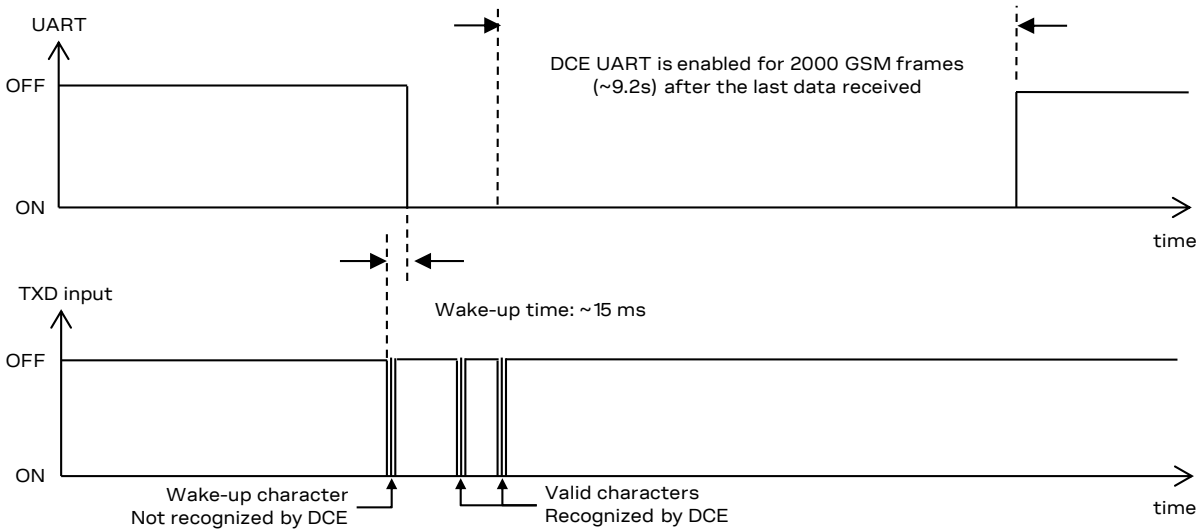 UART
DCE UART is enabled for 2000 GSM frames
(~9.2s) after the last data received
OFF
ON
time
TXD input
Wake-up time: ~15 ms
OFF
ON
Wake-up character
Not recognized by DCE
Valid characters
Recognized by DCE
time